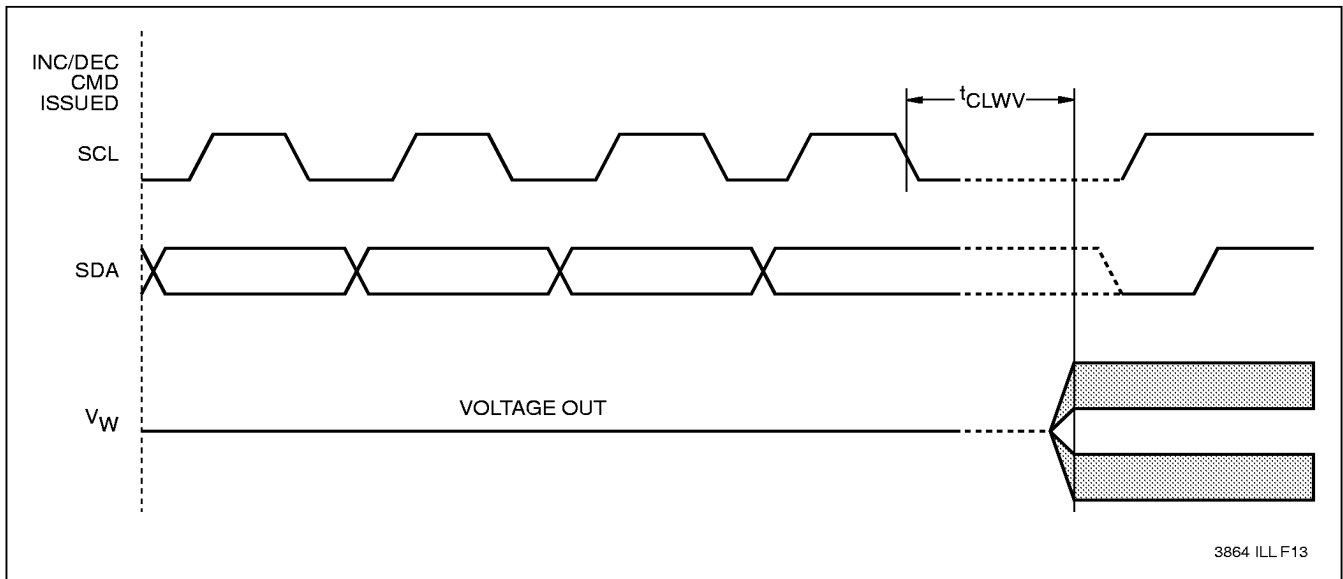 INC/DEC
CMD
ISSUED
tCLWV
SCL
SDA
VOLTAGE OUT
VW
3864 ILL F13